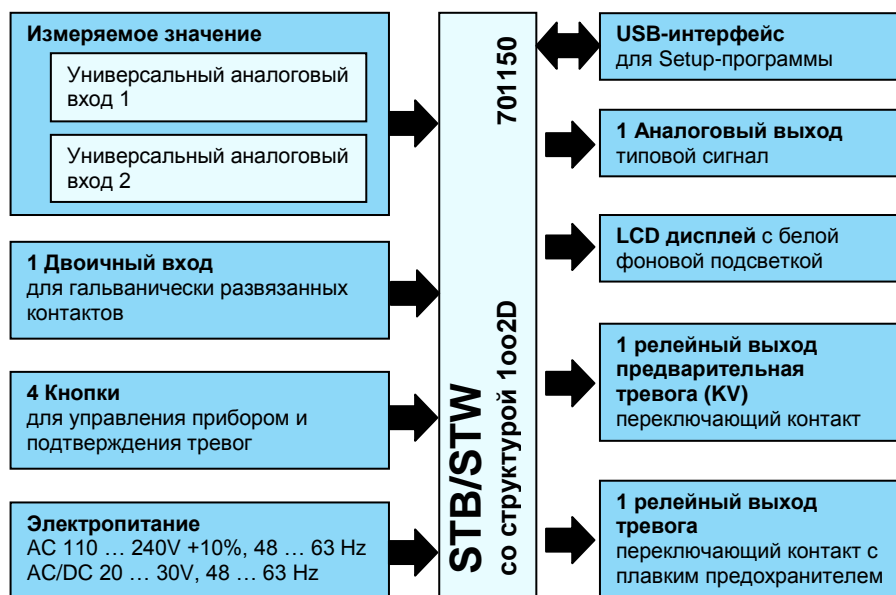 Измеряемое значение
Универсальный аналоговый
вход 1
Универсальный аналоговый
вход 2
1 Двоичный вход
для гальванически развязанных
контактов
4 Кнопки
для управления прибором и
подтверждения тревог
Электропитание
AC 110 … 240V +10%, 48 … 63 Hz
AC/DC 20 … 30V, 48 … 63 Hz
STB/STW
со структурой 1oo2D
701150
USB-интерфейс
для Setup-программы
1 Аналоговый выход
типовой сигнал
LCD дисплей с белой
фоновой подсветкой
1 релейный выход
предварительная
тревога (KV)
переключающий контакт
1 релейный выход
тревога
переключающий контакт с
плавким предохранителем